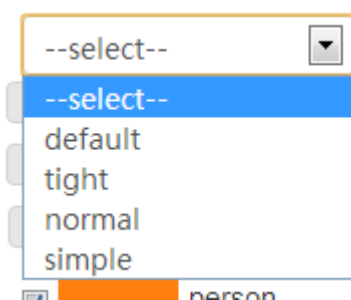 --select--
--select--
default
tight
normal
simple
person